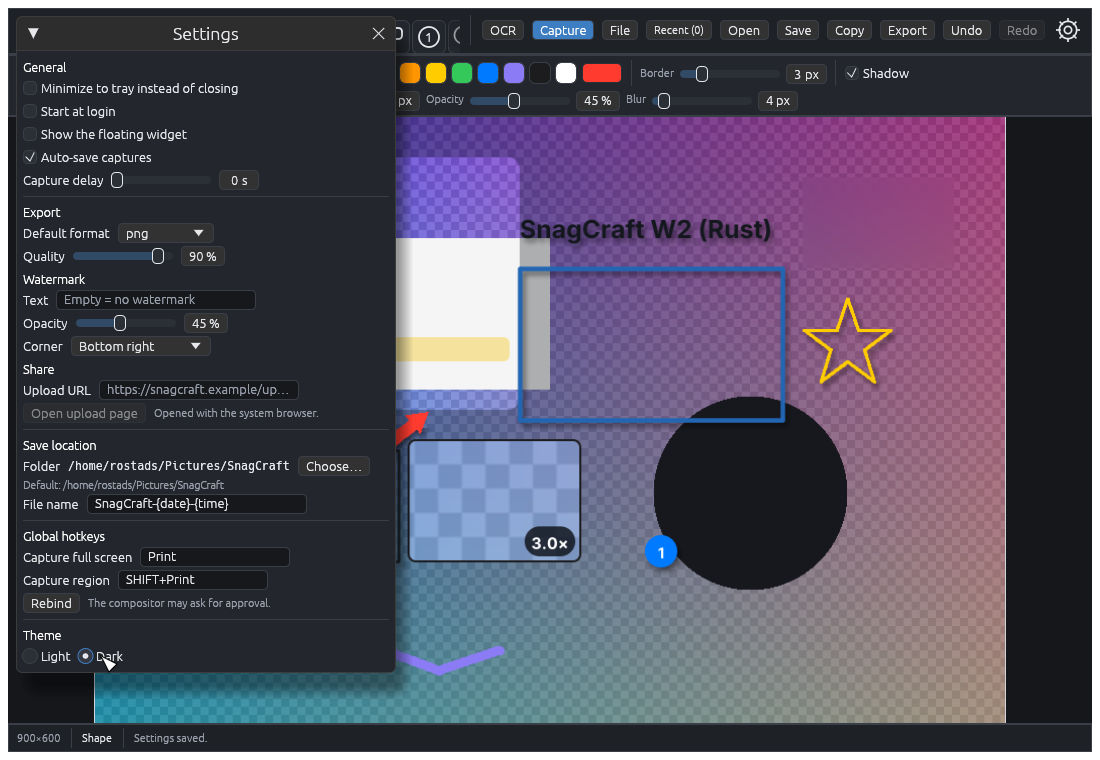 ▼ Settings
1 OCR Capture File Recent (0) Open Save Copy Export Undo Redo
Border 3 px Shadow
px Opacity 45 % Blur 4 px
General
Minimize to tray instead of closing
Start at login
Show the floating widget
Auto-save captures
Capture delay 0 s
Export
Default format png
Quality 90 %
Watermark
Text Empty = no watermark
Opacity 45 %
Corner Bottom right
Share
Upload URL https://snagcraft.example/up…
Open upload page Opened with the system browser.
Save location
Folder /home/rostads/Pictures/SnagCraft Choose…
Default: /home/rostads/Pictures/SnagCraft
File name SnagCraft-{date}-{time}
Global hotkeys
Capture full screen Print
Capture region SHIFT+Print
Rebind The compositor may ask for approval.
Theme
Light Dark
SnagCraft W2 (Rust)
3.0×
1
900×600 Shape Settings saved.